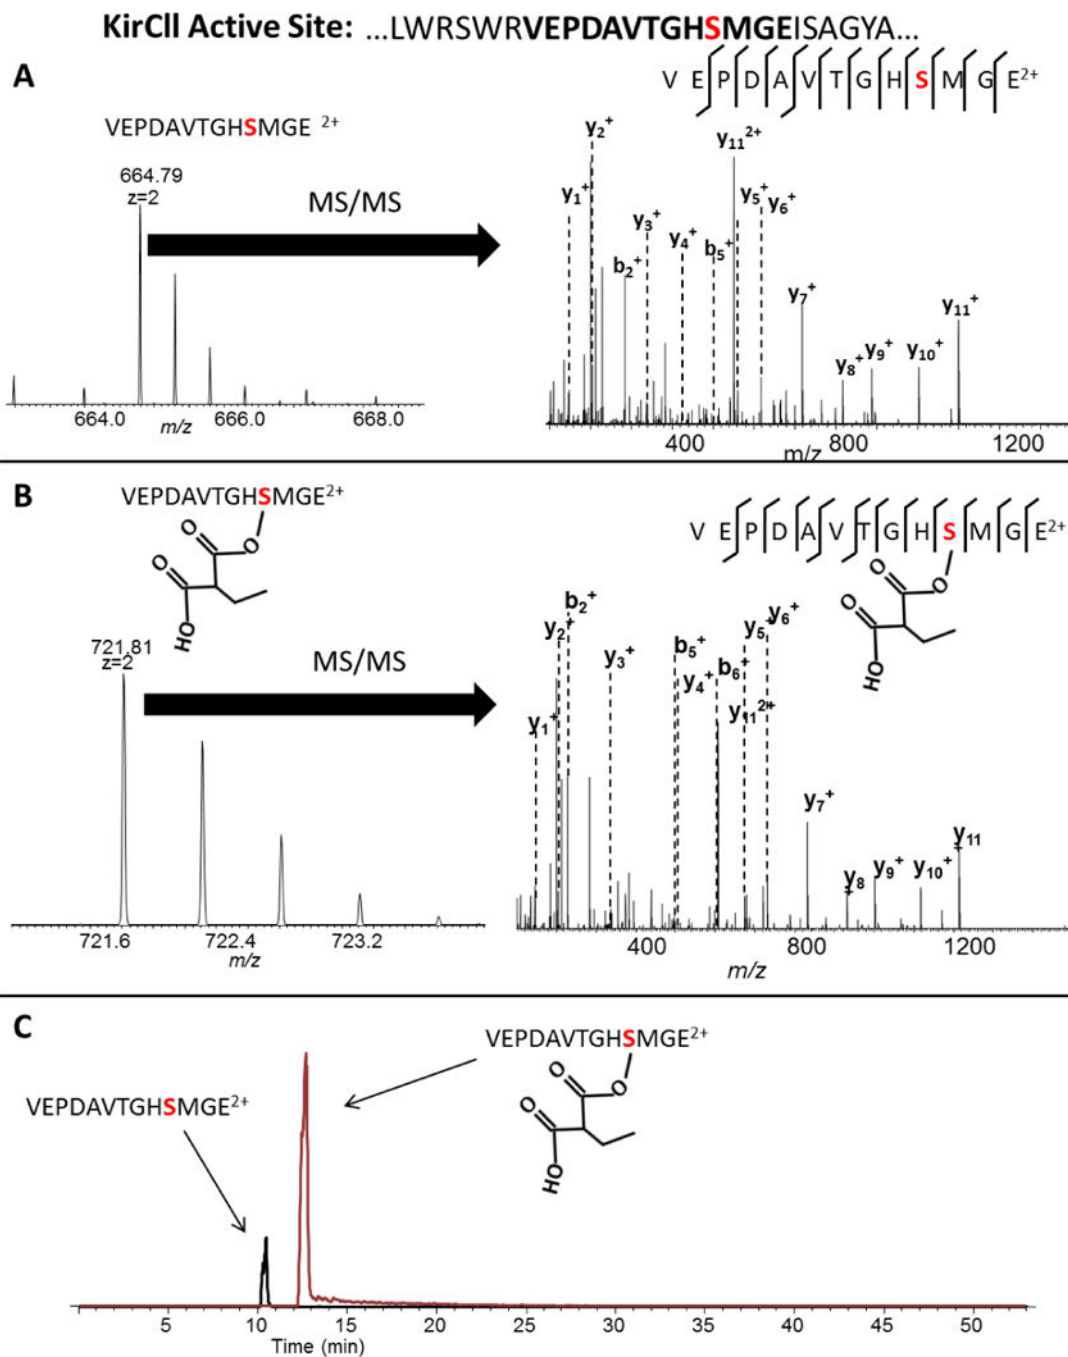 KirCII Active Site: ...LWRSWRVEPDAVTGHSMGEISAGYA...
A
V E P D A V T G H S M G E2+
VEPDAVTGHSMGE 2+
664.79
z=2
MS/MS
y1+
y2+
b2+
y3+
y4+
b5+
y11 2+
y5+
y6+
y7+
y8+
y9+
y10+
y11+
664.0 666.0 668.0
m/z
400 800 1200
m/z
B
VEPDAVTGHSMGE2+
O
O
O
HO
V E P D A V T G H S M G E2+
O
O
O
HO
721.81
z=2
MS/MS
y1+
y2+
b2+
y3+
b5+
y4+
b6+
y11 2+
y5+
y6+
y7+
y8+
y9+
y10+
y11+
721.6 722.4 723.2
m/z
400 800 1200
m/z
C
VEPDAVTGHSMGE2+
O
O
O
HO
VEPDAVTGHSMGE2+
5 10 15 20 25 30 35 40 45 50
Time (min)